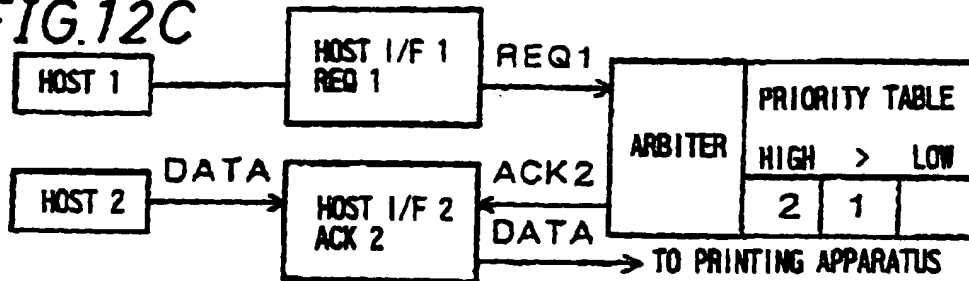 FIG.12C
HOST 1
HOST I/F 1
REQ 1
REQ1
ARBITER
PRIORITY TABLE
HIGH > LOW
2 1
HOST 2
DATA
HOST I/F 2
ACK 2
ACK2
DATA
TO PRINTING APPARATUS